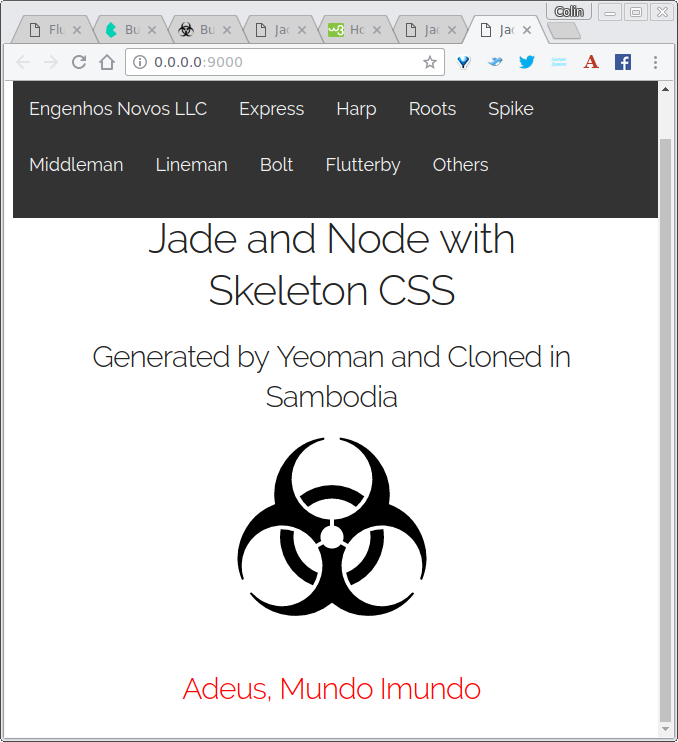 Colin
Flu Bu Bu Jac Ho Jac Jac Jac
0.0.0.0:9000
Engenhos Novos LLC Express Harp Roots Spike
Middleman Lineman Bolt Flutterby Others
Jade and Node with
Skeleton CSS
Generated by Yeoman and Cloned in
Sambodia
Adeus, Mundo Imundo